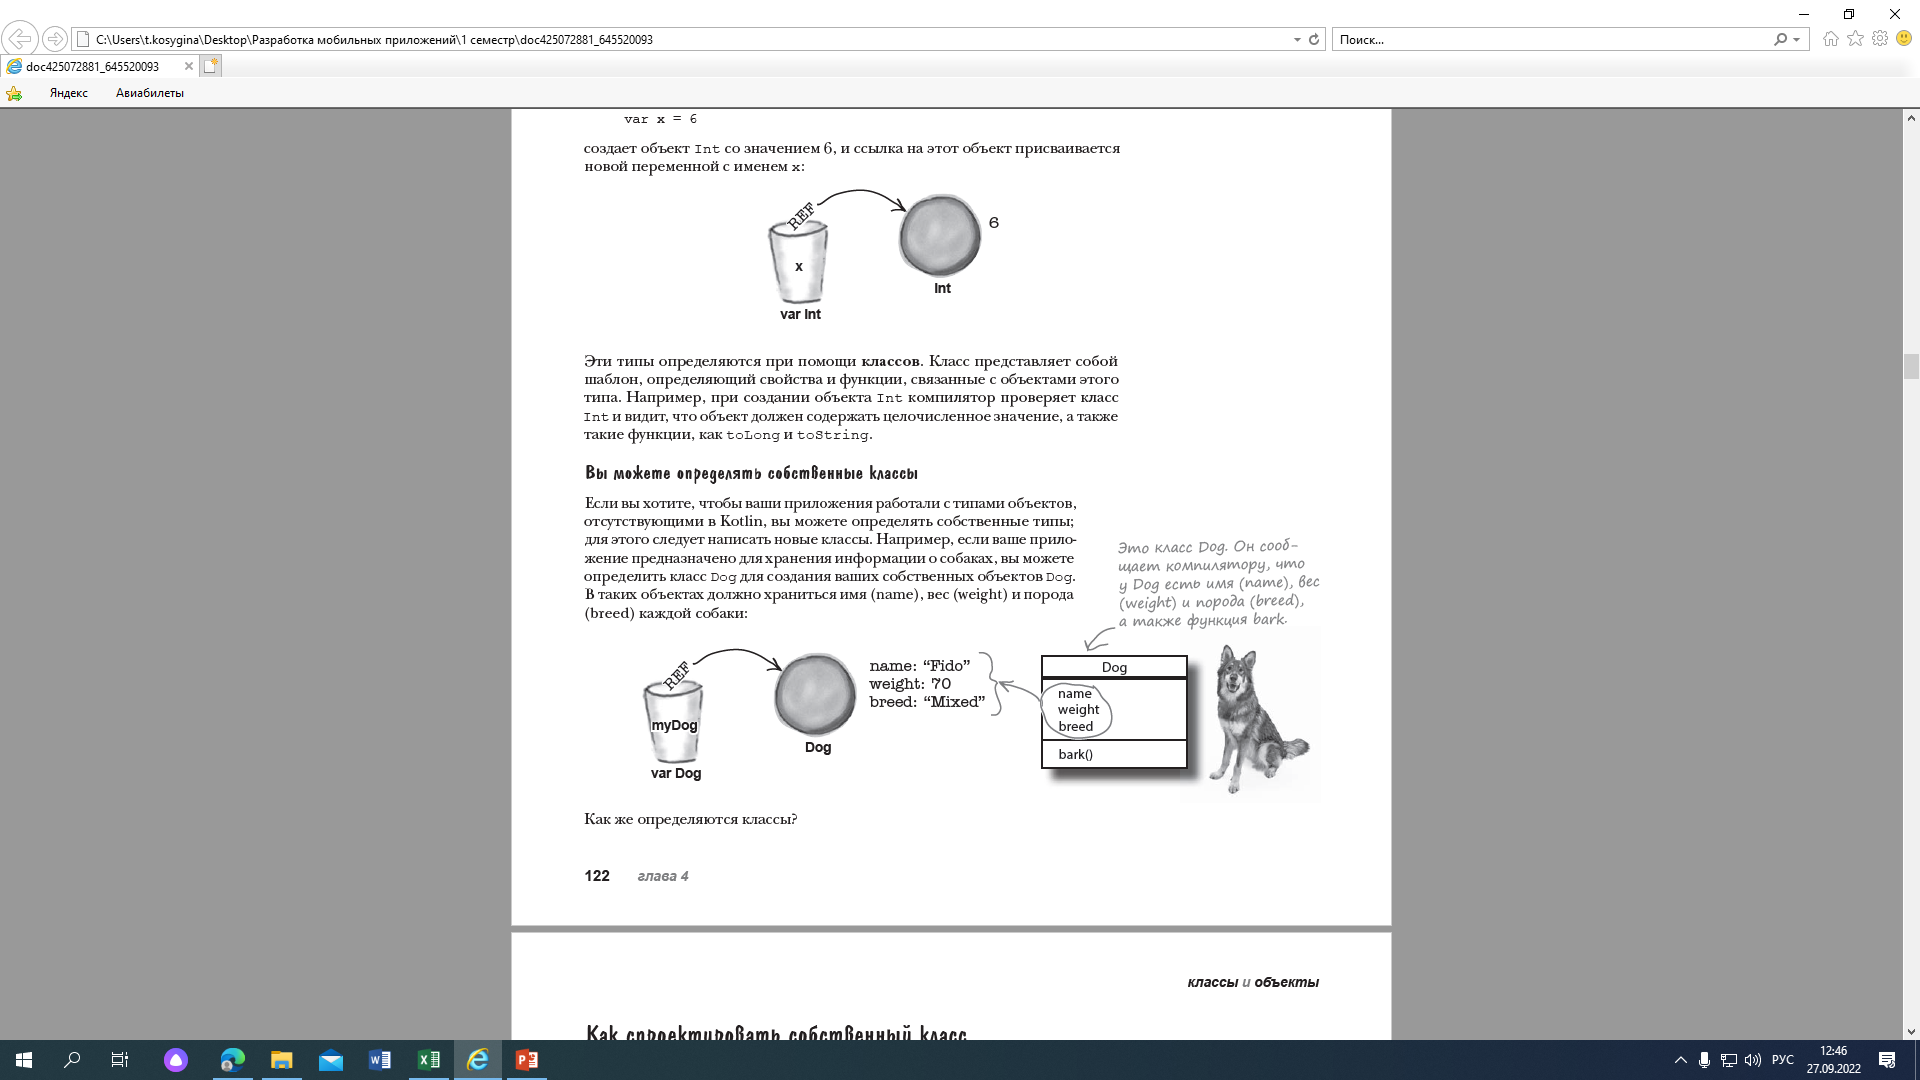 C:\Users\t.kosygina\Desktop\Разработка мобильных приложений\1 семестр\doc425072881_645520093
Поиск...
doc425072881_645520093
Яндекс
Авиабилеты
var x = 6
создает объект Int со значением 6, и ссылка на этот объект присваивается
новой переменной с именем x:
REF
6
x
Int
var Int
Эти типы определяются при помощи классов. Класс представляет собой
шаблон, определяющий свойства и функции, связанные с объектами этого
типа. Например, при создании объекта Int компилятор проверяет класс
Int и видит, что объект должен содержать целочисленное значение, а также
такие функции, как toLong и toString.
Вы можете определять собственные классы
Если вы хотите, чтобы ваши приложения работали с типами объектов,
отсутствующими в Kotlin, вы можете определять собственные типы;
для этого следует написать новые классы. Например, если ваше прило-
жение предназначено для хранения информации о собаках, вы можете
определить класс Dog для создания ваших собственных объектов Dog.
В таких объектах должно храниться имя (name), вес (weight) и порода
(breed) каждой собаки:
Это класс Dog. Он сооб-
щает компилятору, что
у Dog есть имя (name), вес
(weight) и порода (breed),
а также функция bark.
REF
myDog
var Dog
Dog
name: “Fido”
weight: 70
breed: “Mixed”
Dog
name
weight
breed
bark()
Как же определяются классы?
122 глава 4
классы и объекты
Как спроектировать собственный класс
РУС
12:46
27.09.2022